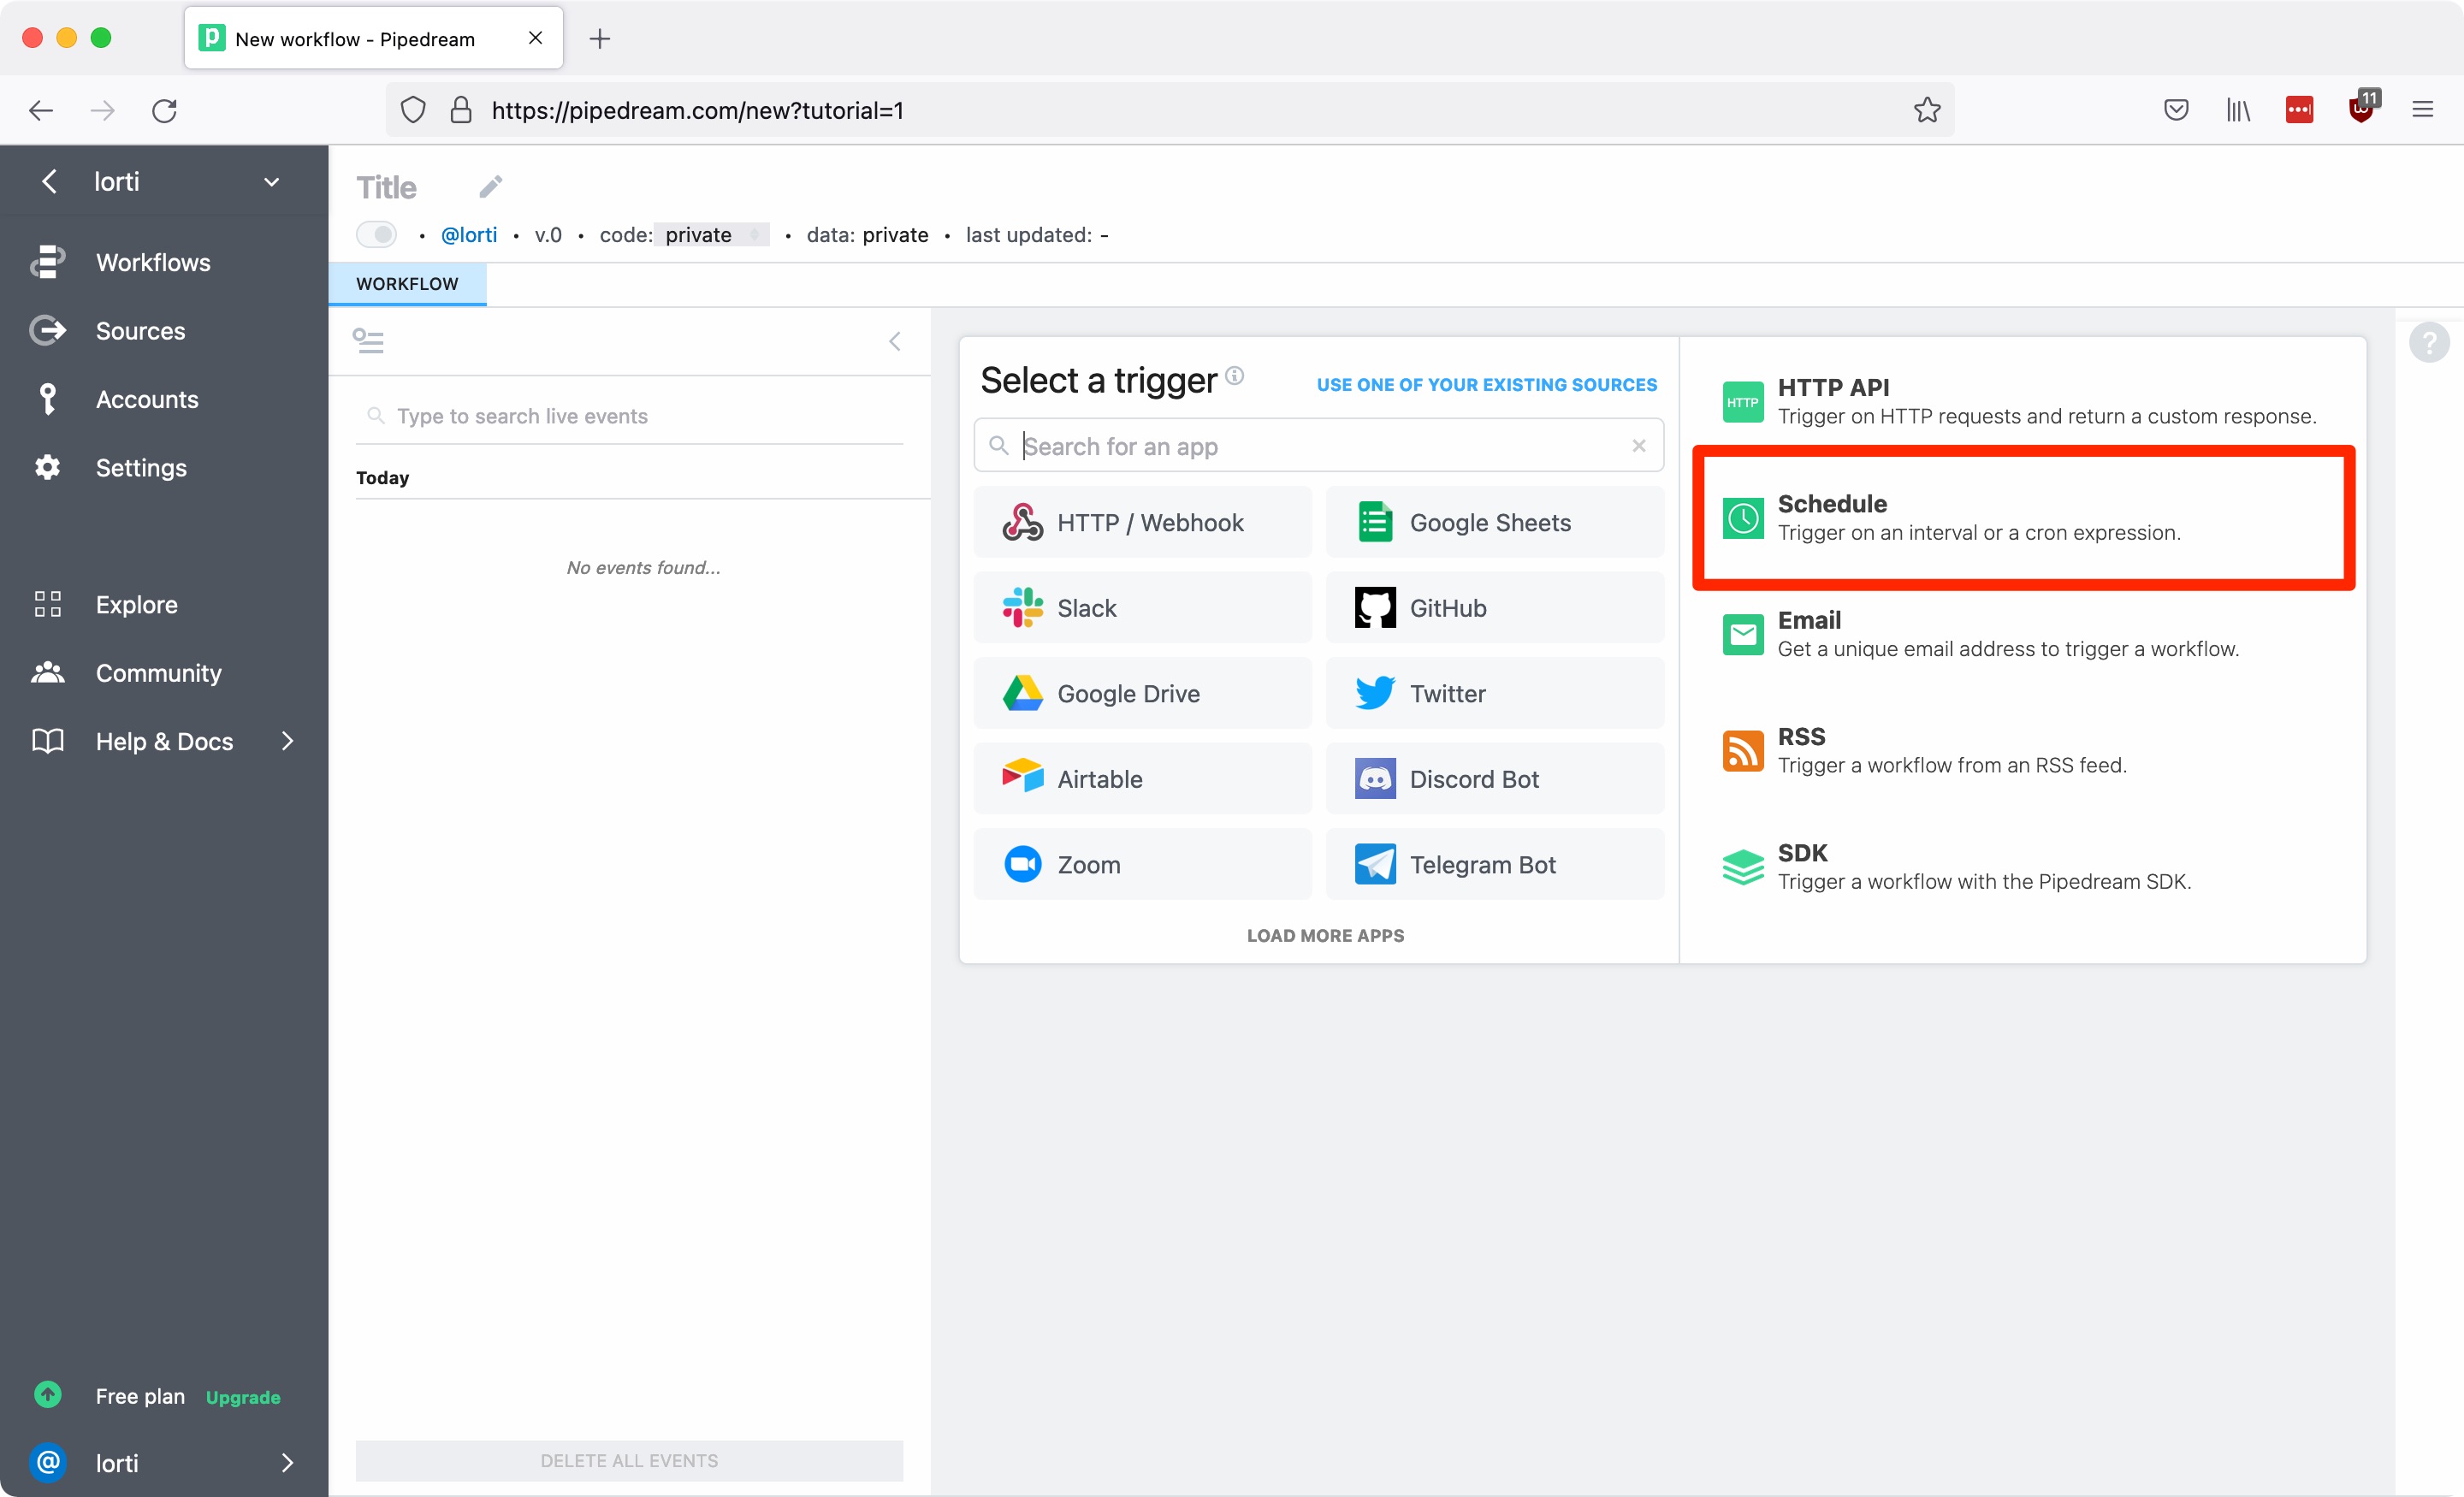 New workflow - Pipedream
https://pipedream.com/new?tutorial=1
11
lorti
Workflows
Sources
Accounts
Settings
Explore
Community
Help & Docs
Free plan Upgrade
@ lorti
Title
• @lorti • v.0 • code: private • data: private • last updated: -
WORKFLOW
Type to search live events
Today
No events found...
DELETE ALL EVENTS
Select a trigger
USE ONE OF YOUR EXISTING SOURCES
Search for an app
HTTP / Webhook
Google Sheets
Slack
GitHub
Google Drive
Twitter
Airtable
Discord Bot
Zoom
Telegram Bot
LOAD MORE APPS
HTTP
HTTP API
Trigger on HTTP requests and return a custom response.
Schedule
Trigger on an interval or a cron expression.
Email
Get a unique email address to trigger a workflow.
RSS
Trigger a workflow from an RSS feed.
SDK
Trigger a workflow with the Pipedream SDK.
?